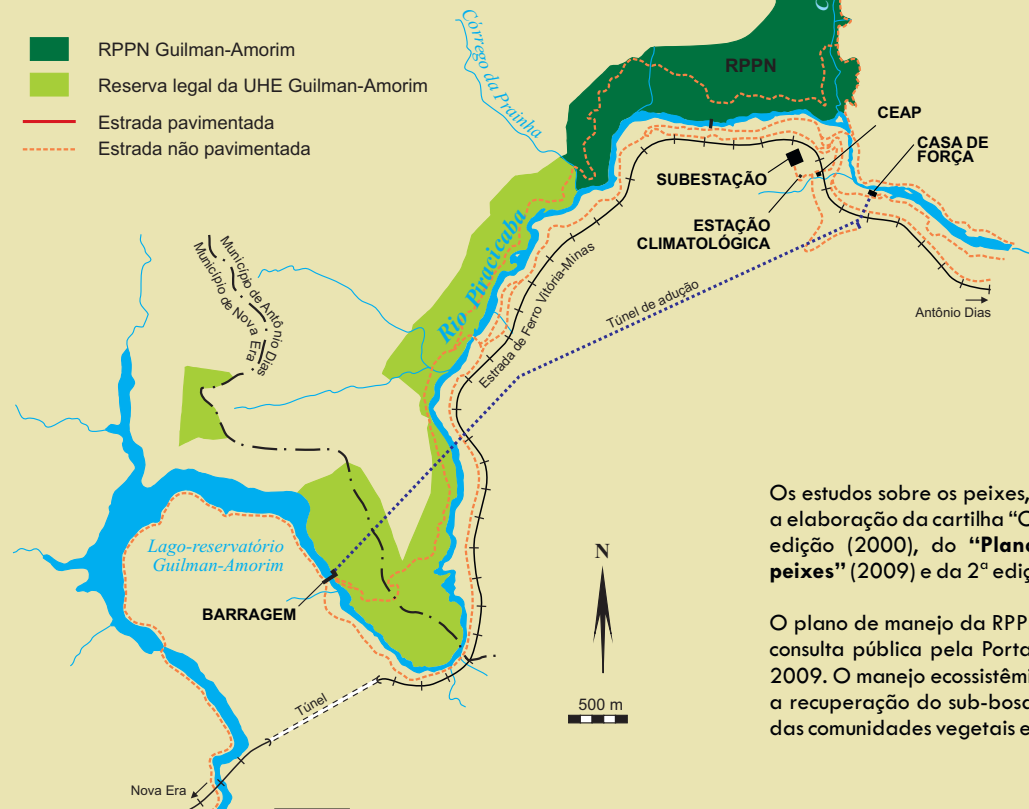 RPPN Guilman-Amorim
Reserva legal da UHE Guilman-Amorim
Estrada pavimentada
Estrada não pavimentada
Córrego da Prainha
RPPN
CEAP
CASA DE
FORÇA
SUBESTAÇÃO
ESTAÇÃO
CLIMATOLÓGICA
Rio Piracicaba
Estrada de Ferro Vitória-Minas
Túnel de adução
Antônio Dias
Município de Antônio Dias
Município de Nova Era
Lago-reservatório
Guilman-Amorim
BARRAGEM
Túnel
Nova Era
N
500 m
Os estudos sobre os peixes,
a elaboração da cartilha “C
edição (2000), do “Plano
peixes” (2009) e da 2ª ediç
O plano de manejo da RPP
consulta pública pela Porta
2009. O manejo ecossistêmi
a recuperação do sub-bosq
das comunidades vegetais e